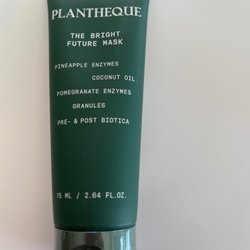 PLANTHEQUE
THE BRIGHT
FUTURE MASK
PINEAPPLE ENZYMES
COCONUT OIL
POMEGRANATE ENZYMES
GRANULES
PRE- & POST BIOTICA
75 ML / 2.64 FL.OZ.